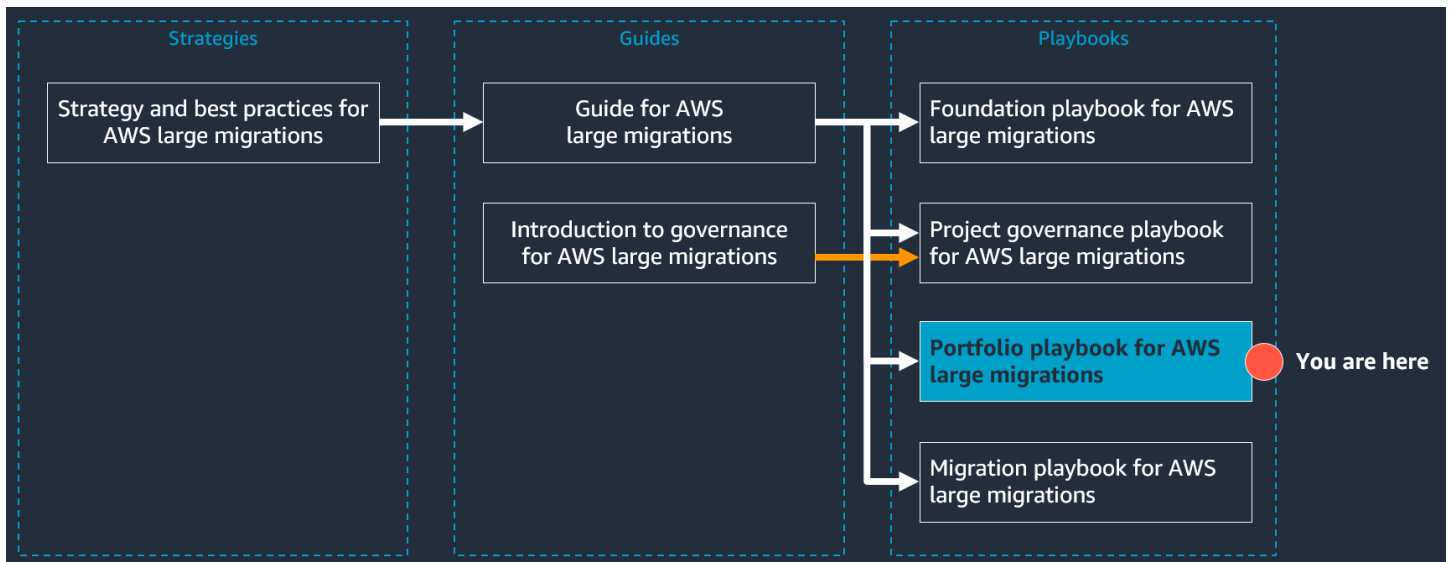 Strategies
Guides
Playbooks
Strategy and best practices for
AWS large migrations
Guide for AWS
large migrations
Foundation playbook for AWS
large migrations
Introduction to governance
for AWS large migrations
Project governance playbook
for AWS large migrations
Portfolio playbook for AWS
large migrations
You are here
Migration playbook for AWS
large migrations